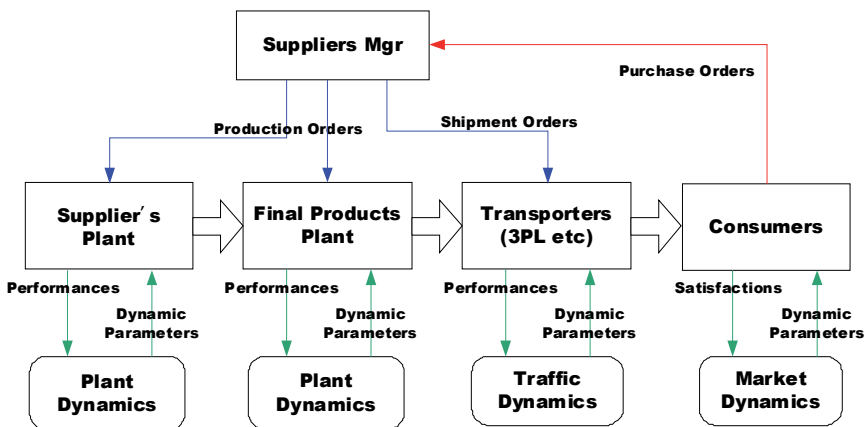 Suppliers Mgr
Purchase Orders
Production Orders
Shipment Orders
Supplier′s
Plant
Final Products
Plant
Transporters
(3PL etc)
Consumers
Performances
Dynamic
Parameters
Performances
Dynamic
Parameters
Performances
Dynamic
Parameters
Satisfactions
Dynamic
Parameters
Plant
Dynamics
Plant
Dynamics
Traffic
Dynamics
Market
Dynamics